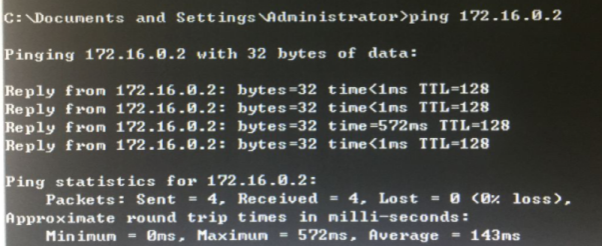 C:\Documents and Settings\Administrator>ping 172.16.0.2
Pinging 172.16.0.2 with 32 bytes of data:
Reply from 172.16.0.2: bytes=32 time<1ms TTL=128
Reply from 172.16.0.2: bytes=32 time<1ms TTL=128
Reply from 172.16.0.2: bytes=32 time=572ms TTL=128
Reply from 172.16.0.2: bytes=32 time<1ms TTL=128
Ping statistics for 172.16.0.2:
Packets: Sent = 4, Received = 4, Lost = 0 (0% loss),
Approximate round trip times in milli-seconds:
Minimum = 0ms, Maximum = 572ms, Average = 143ms